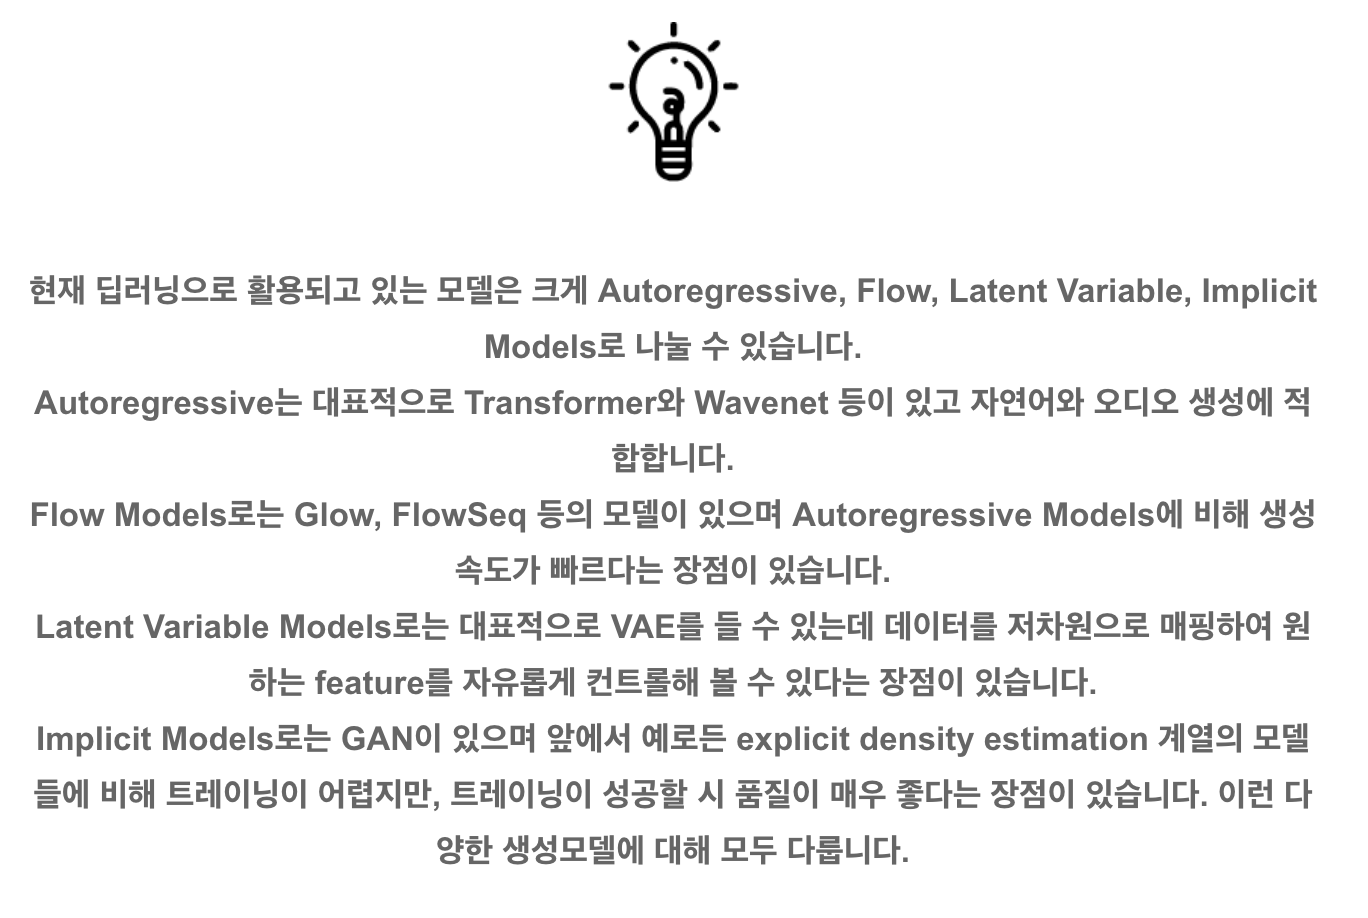 현재 딥러닝으로 활용되고 있는 모델은 크게 Autoregressive, Flow, Latent Variable, Implicit
Models로 나눌 수 있습니다.
Autoregressive는 대표적으로 Transformer와 Wavenet 등이 있고 자연어와 오디오 생성에 적
합합니다.
Flow Models로는 Glow, FlowSeq 등의 모델이 있으며 Autoregressive Models에 비해 생성
속도가 빠르다는 장점이 있습니다.
Latent Variable Models로는 대표적으로 VAE를 들 수 있는데 데이터를 저차원으로 매핑하여 원
하는 feature를 자유롭게 컨트롤해 볼 수 있다는 장점이 있습니다.
Implicit Models로는 GAN이 있으며 앞에서 예로든 explicit density estimation 계열의 모델
들에 비해 트레이닝이 어렵지만, 트레이닝이 성공할 시 품질이 매우 좋다는 장점이 있습니다. 이런 다
양한 생성모델에 대해 모두 다룹니다.